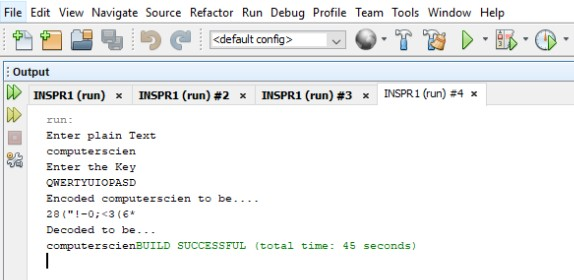 File Edit View Navigate Source Refactor Run Debug Profile Team Tools Window Help
<default config>
Output
INSPR1 (run) × INSPR1 (run) #2 × INSPR1 (run) #3 × INSPR1 (run) #4 ×
run:
Enter plain Text
computerscien
Enter the Key
QWERTYUIOPASD
Encoded computerscien to be....
28("!-0;<3(6*
Decoded to be...
computerscienBUILD SUCCESSFUL (total time: 45 seconds)